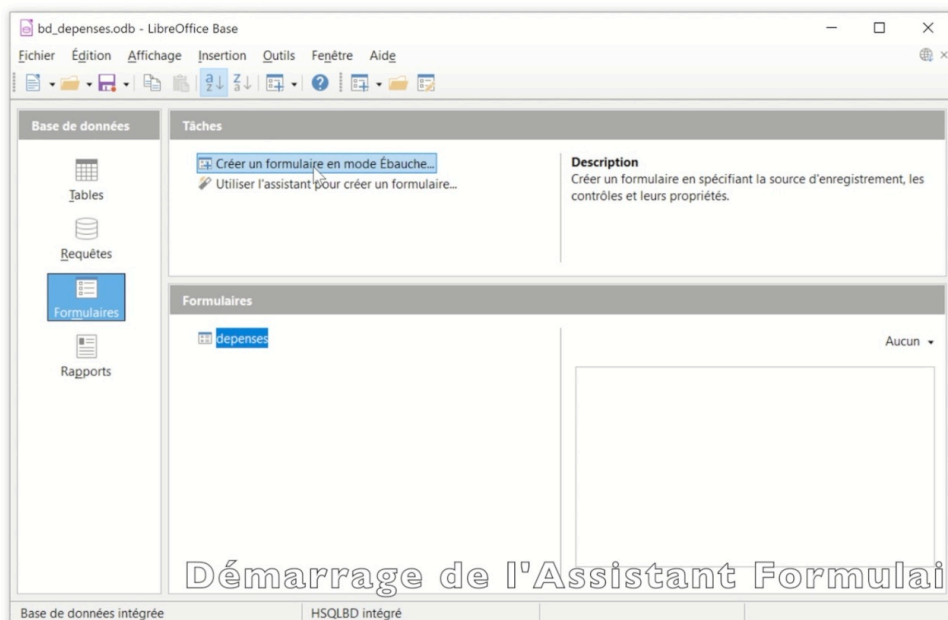 bd_depenses.odb - LibreOffice Base
Fichier Édition Affichage Insertion Outils Fenêtre Aide
Base de données
Tables
Requêtes
Formulaires
Rapports
Tâches
Créer un formulaire en mode Ébauche...
Utiliser l'assistant pour créer un formulaire...
Description
Créer un formulaire en spécifiant la source d'enregistrement, les
contrôles et leurs propriétés.
Formulaires
depenses
Aucun
Démarrage de l'Assistant Formulai
Base de données intégrée
HSQLBD intégré